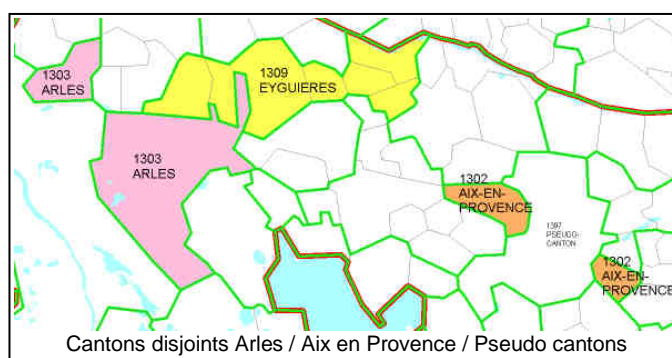 1303
ARLES
1309
EYGUIERES
1303
ARLES
1302
AIX-EN-
PROVENCE
1397
PSEUDO-
CANTON
1302
AIX-EN-
PROVENCE
Cantons disjoints Arles / Aix en Provence / Pseudo cantons